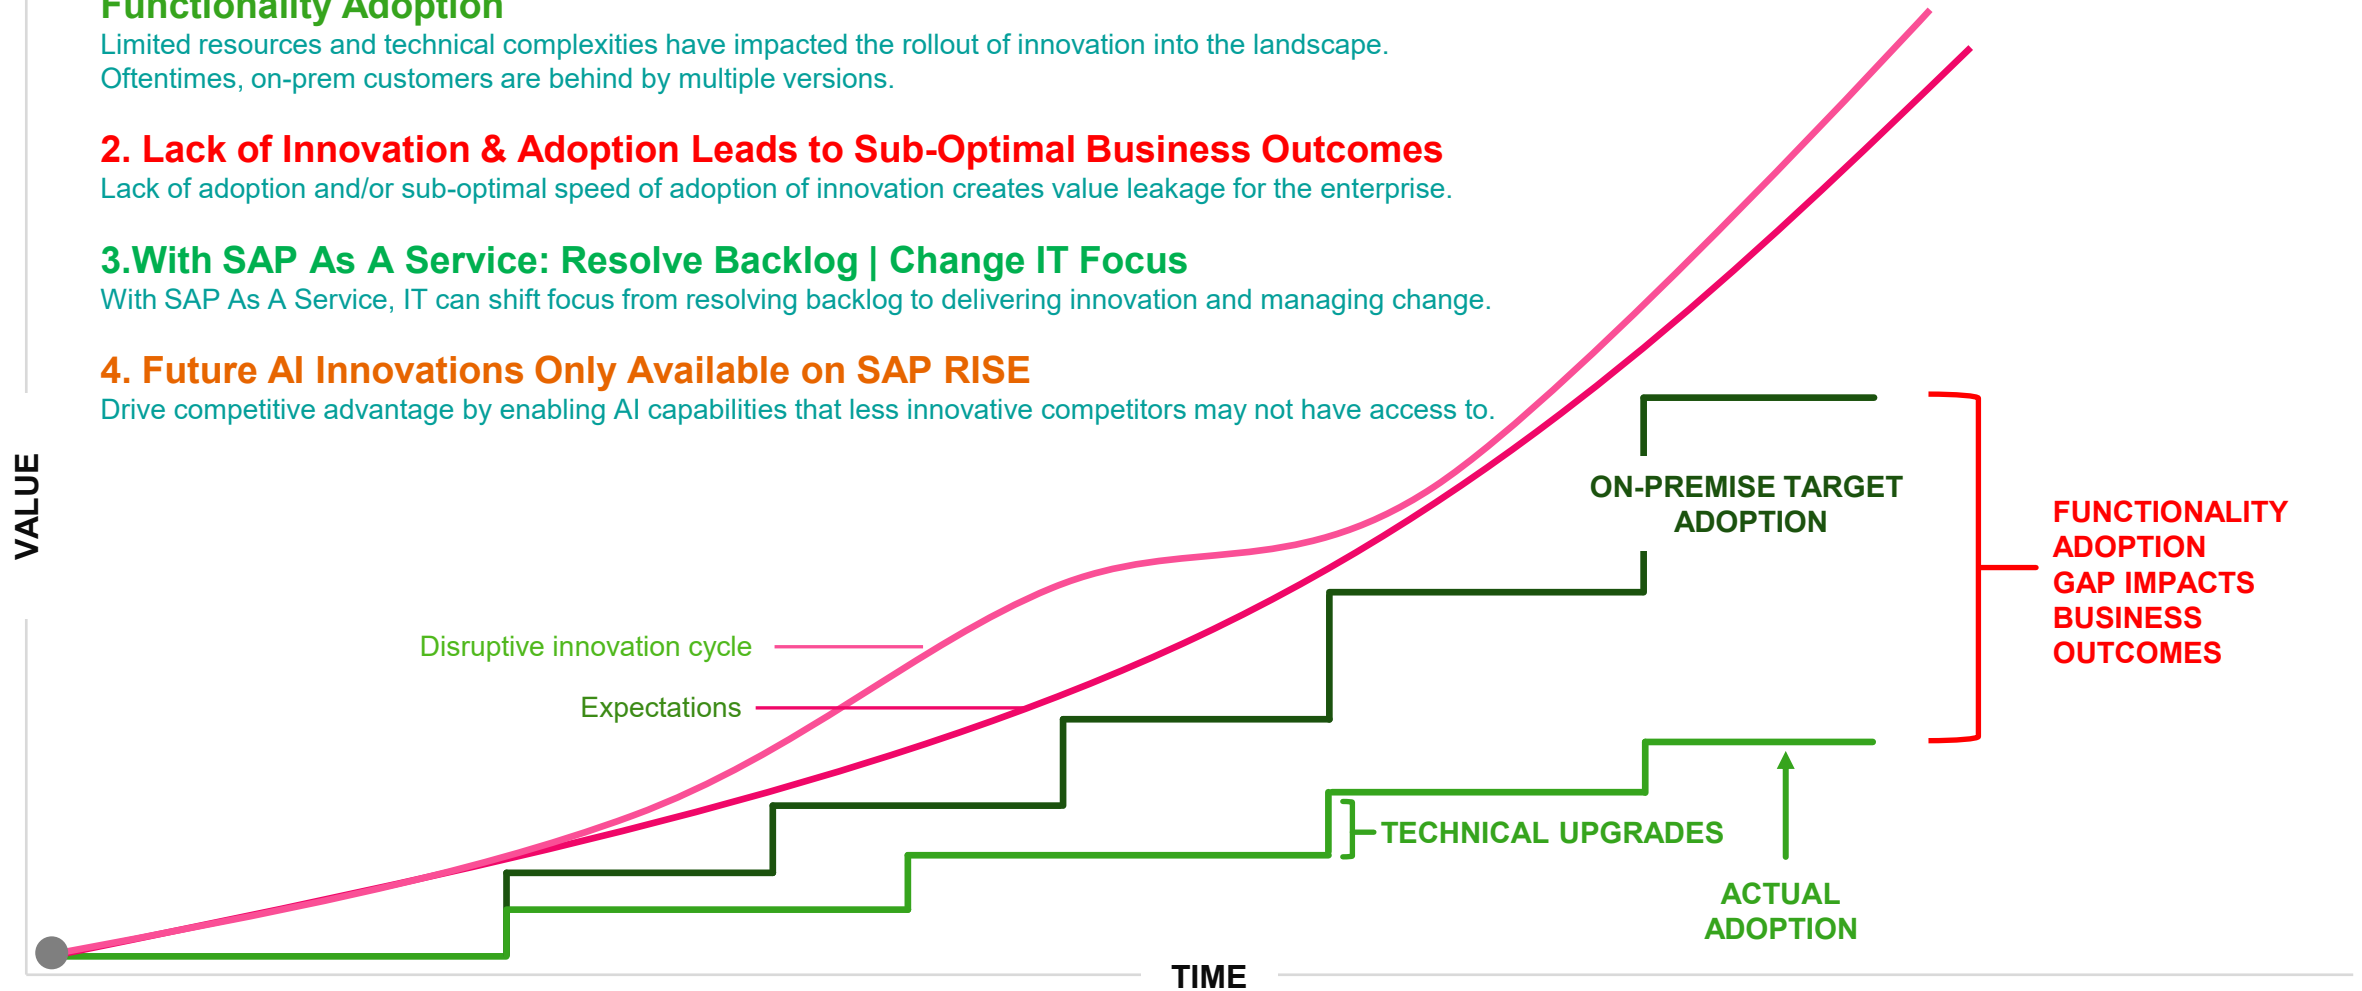 Functionality Adoption
Limited resources and technical complexities have impacted the rollout of innovation into the landscape.
Oftentimes, on-prem customers are behind by multiple versions.
2. Lack of Innovation & Adoption Leads to Sub-Optimal Business Outcomes
Lack of adoption and/or sub-optimal speed of adoption of innovation creates value leakage for the enterprise.
3.With SAP As A Service: Resolve Backlog | Change IT Focus
With SAP As A Service, IT can shift focus from resolving backlog to delivering innovation and managing change.
4. Future AI Innovations Only Available on SAP RISE
Drive competitive advantage by enabling AI capabilities that less innovative competitors may not have access to.
VALUE
ON-PREMISE TARGET
ADOPTION
FUNCTIONALITY
ADOPTION
GAP IMPACTS
BUSINESS
OUTCOMES
Disruptive innovation cycle
Expectations
TECHNICAL UPGRADES
ACTUAL
ADOPTION
TIME